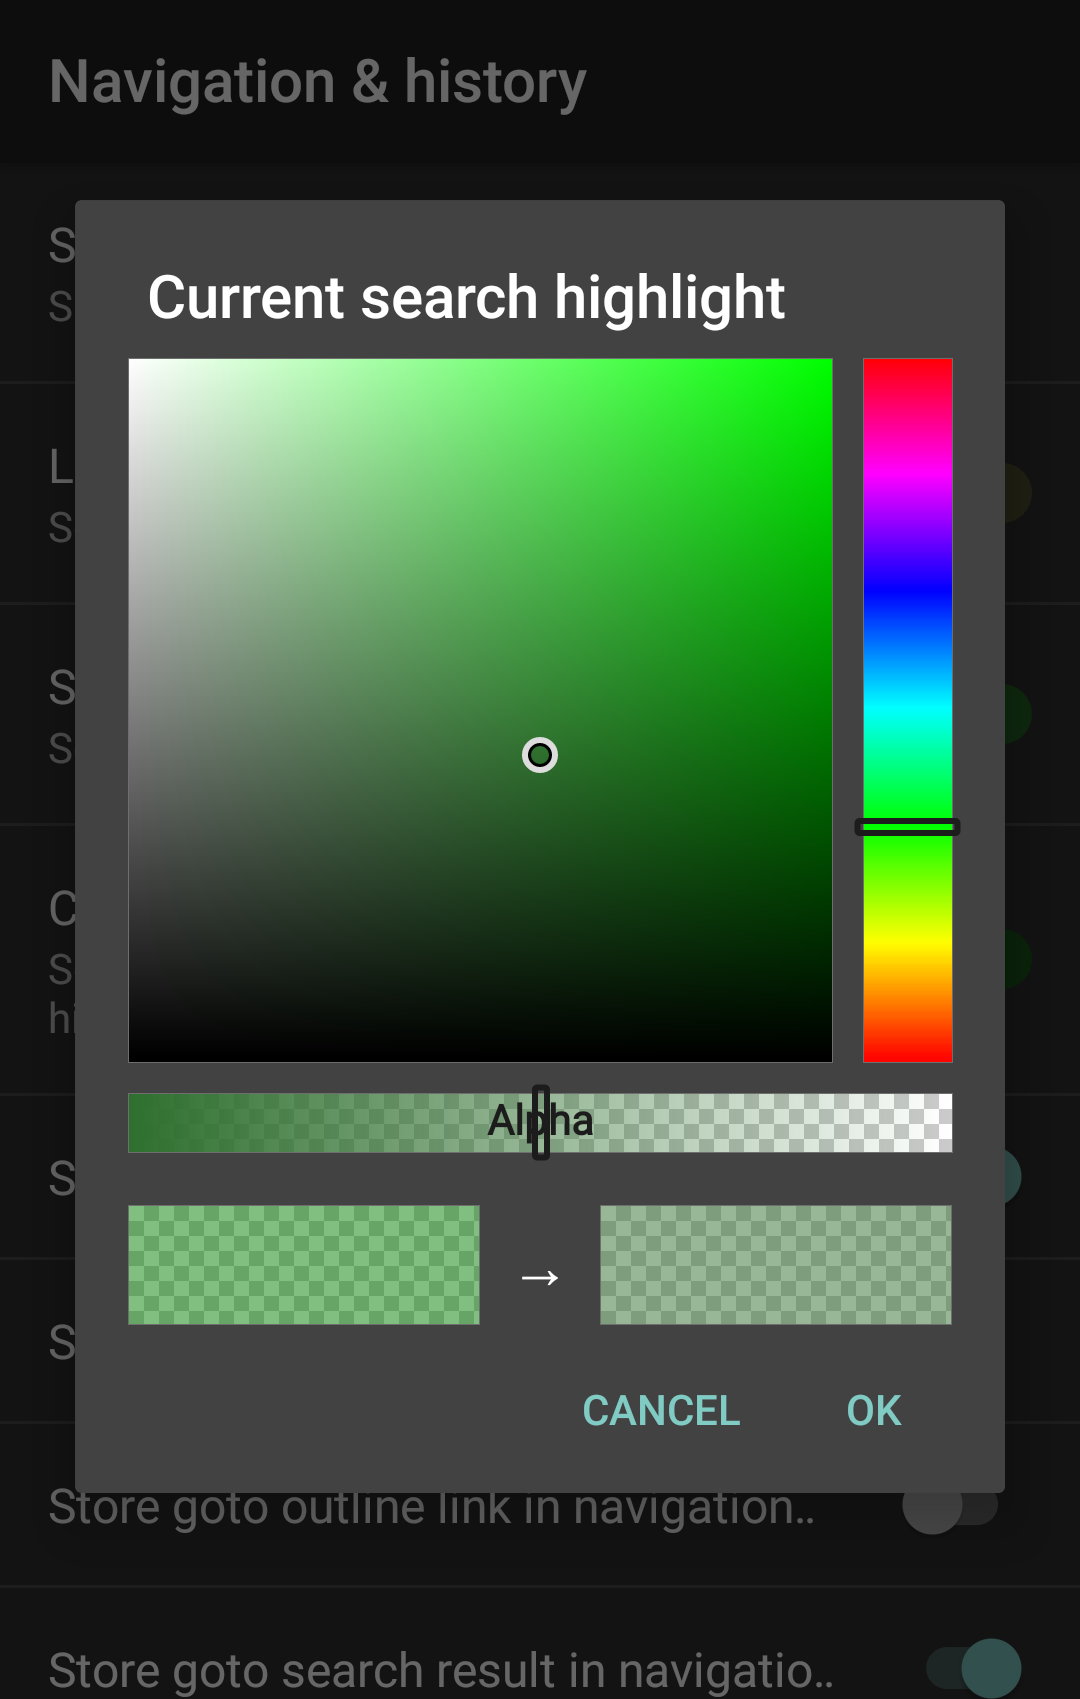 Navigation & history
S
S
Current search highlight
L
S
S
S
C
S
hi
Alpha
S
→
S
CANCEL OK
Store goto outline link in navigation..
Store goto search result in navigatio..